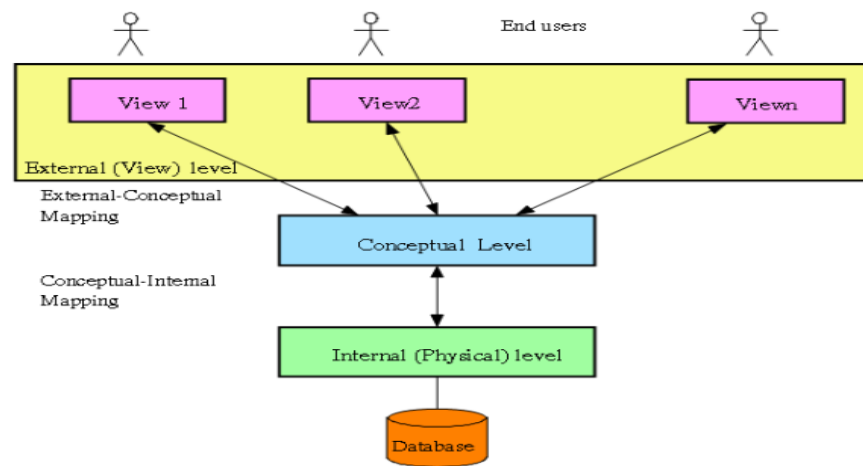 End users
View 1
View2
Viewn
External (View) level
External-Conceptual
Mapping
Conceptual Level
Conceptual-Internal
Mapping
Internal (Physical) level
Database